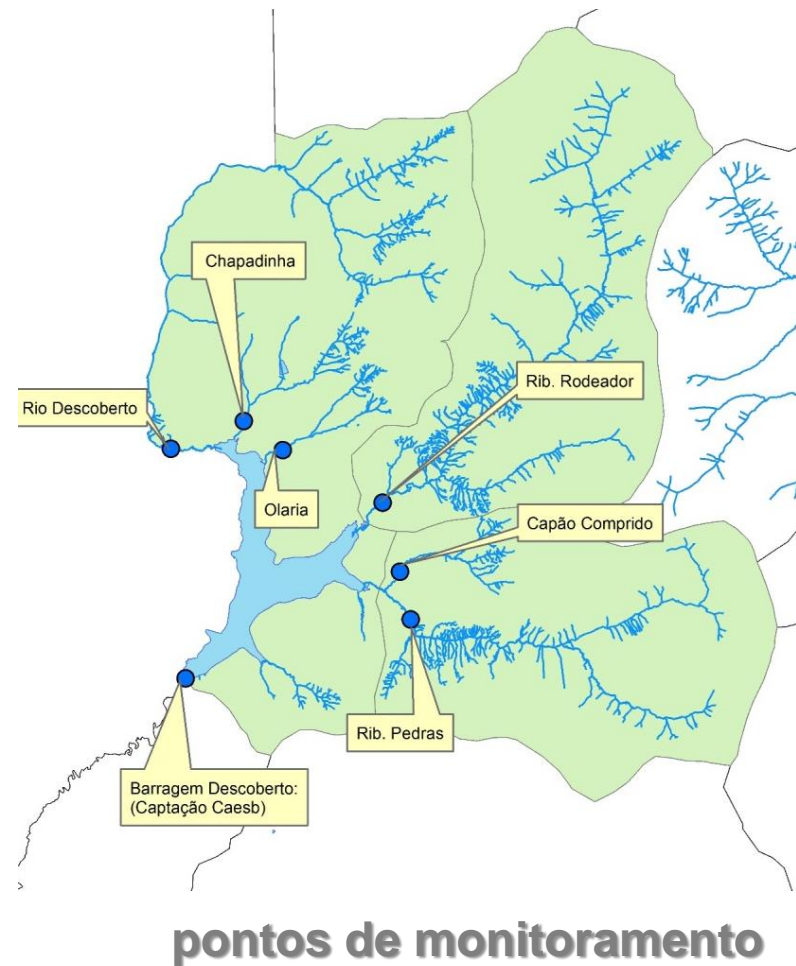 Chapadinha
Rio Descoberto
Rib. Rodeador
Olaria
Capão Comprido
Rib. Pedras
Barragem Descoberto:
(Captação Caesb)
pontos de monitoramento